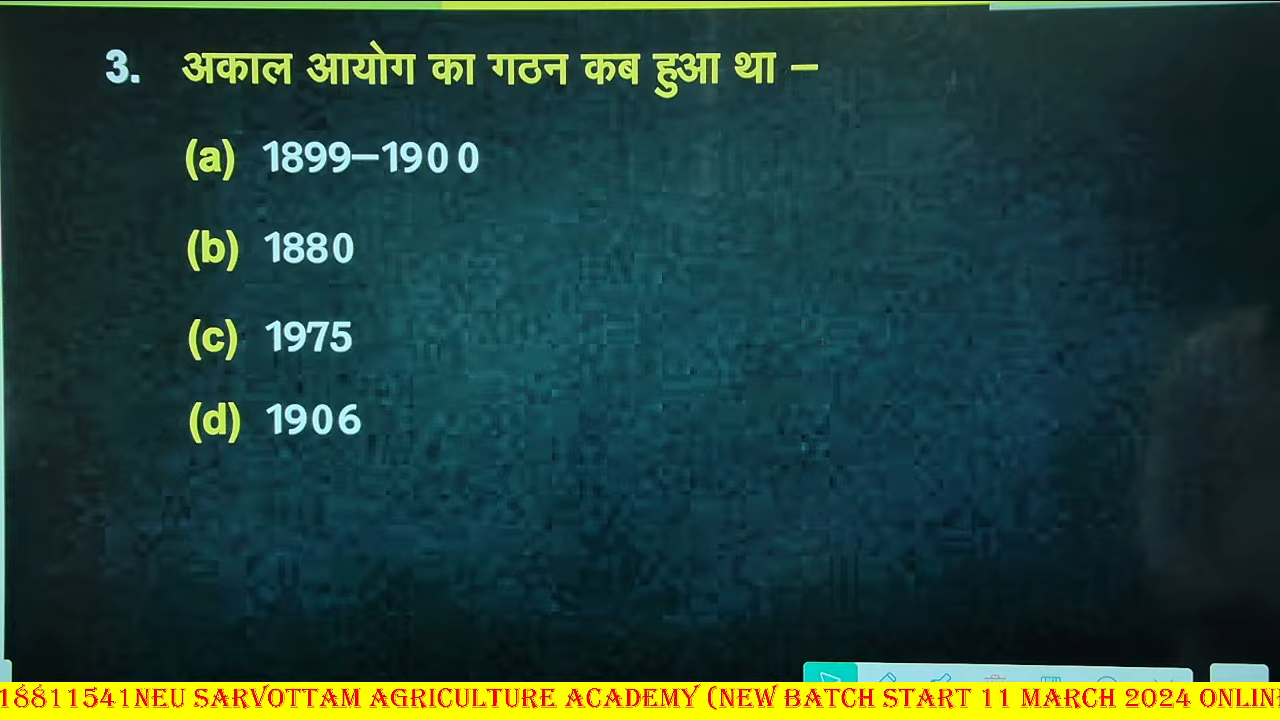 3. अकाल आयोग का गठन कब हुआ था –
(a) 1899–1900
(b) 1880
(c) 1975
(d) 1906
18811541NEU SARVOTTAM AGRICULTURE ACADEMY (NEW BATCH START 11 MARCH 2024 ONLIN